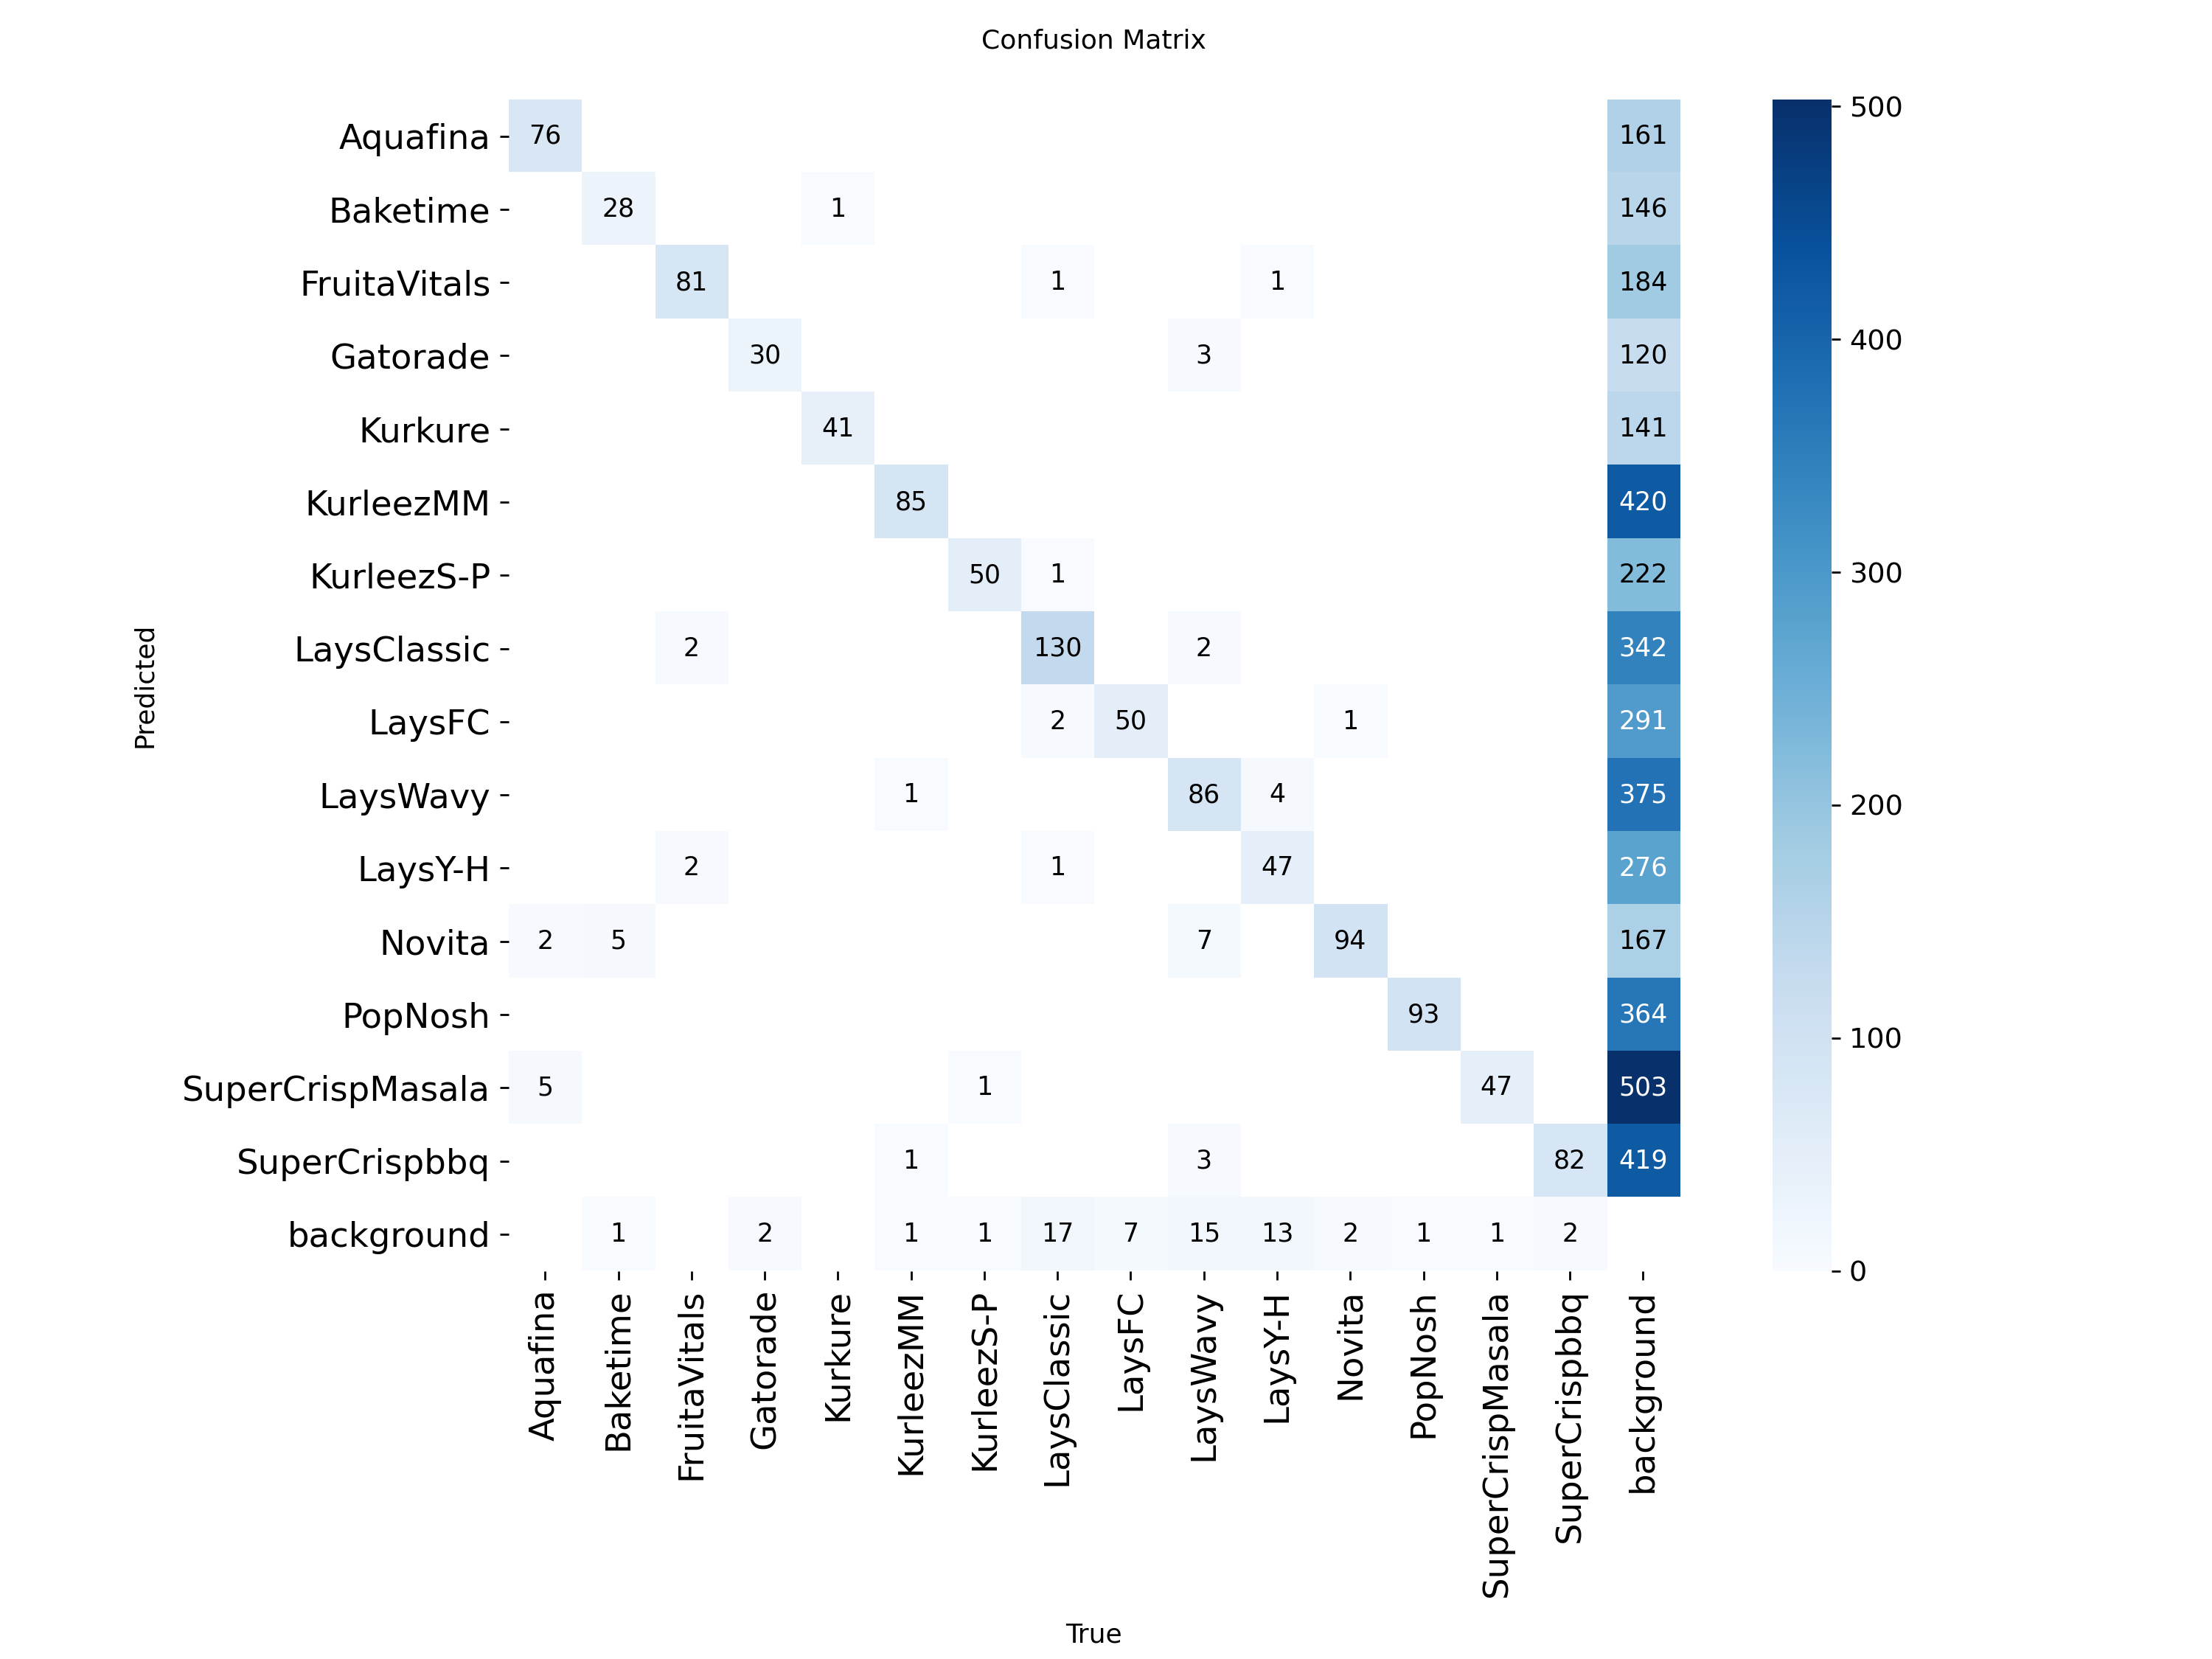 Confusion Matrix
Aquafina 76 161
Baketime 28 1 146
FruitaVitals 81 1 1 184
Gatorade 30 3 120
Kurkure 41 141
KurleezMM 85 420
KurleezS-P 50 1 222
LaysClassic 2 130 2 342
LaysFC 2 50 1 291
LaysWavy 1 86 4 375
LaysY-H 2 1 47 276
Novita 2 5 7 94 167
PopNosh 93 364
SuperCrispMasala 5 1 47 503
SuperCrispbbq 1 3 82 419
background 1 2 1 1 17 7 15 13 2 1 1 2
Predicted
Aquafina
Baketime
FruitaVitals
Gatorade
Kurkure
KurleezMM
KurleezS-P
LaysClassic
LaysFC
LaysWavy
LaysY-H
Novita
PopNosh
SuperCrispMasala
SuperCrispbbq
background
True
500
400
300
200
100
0